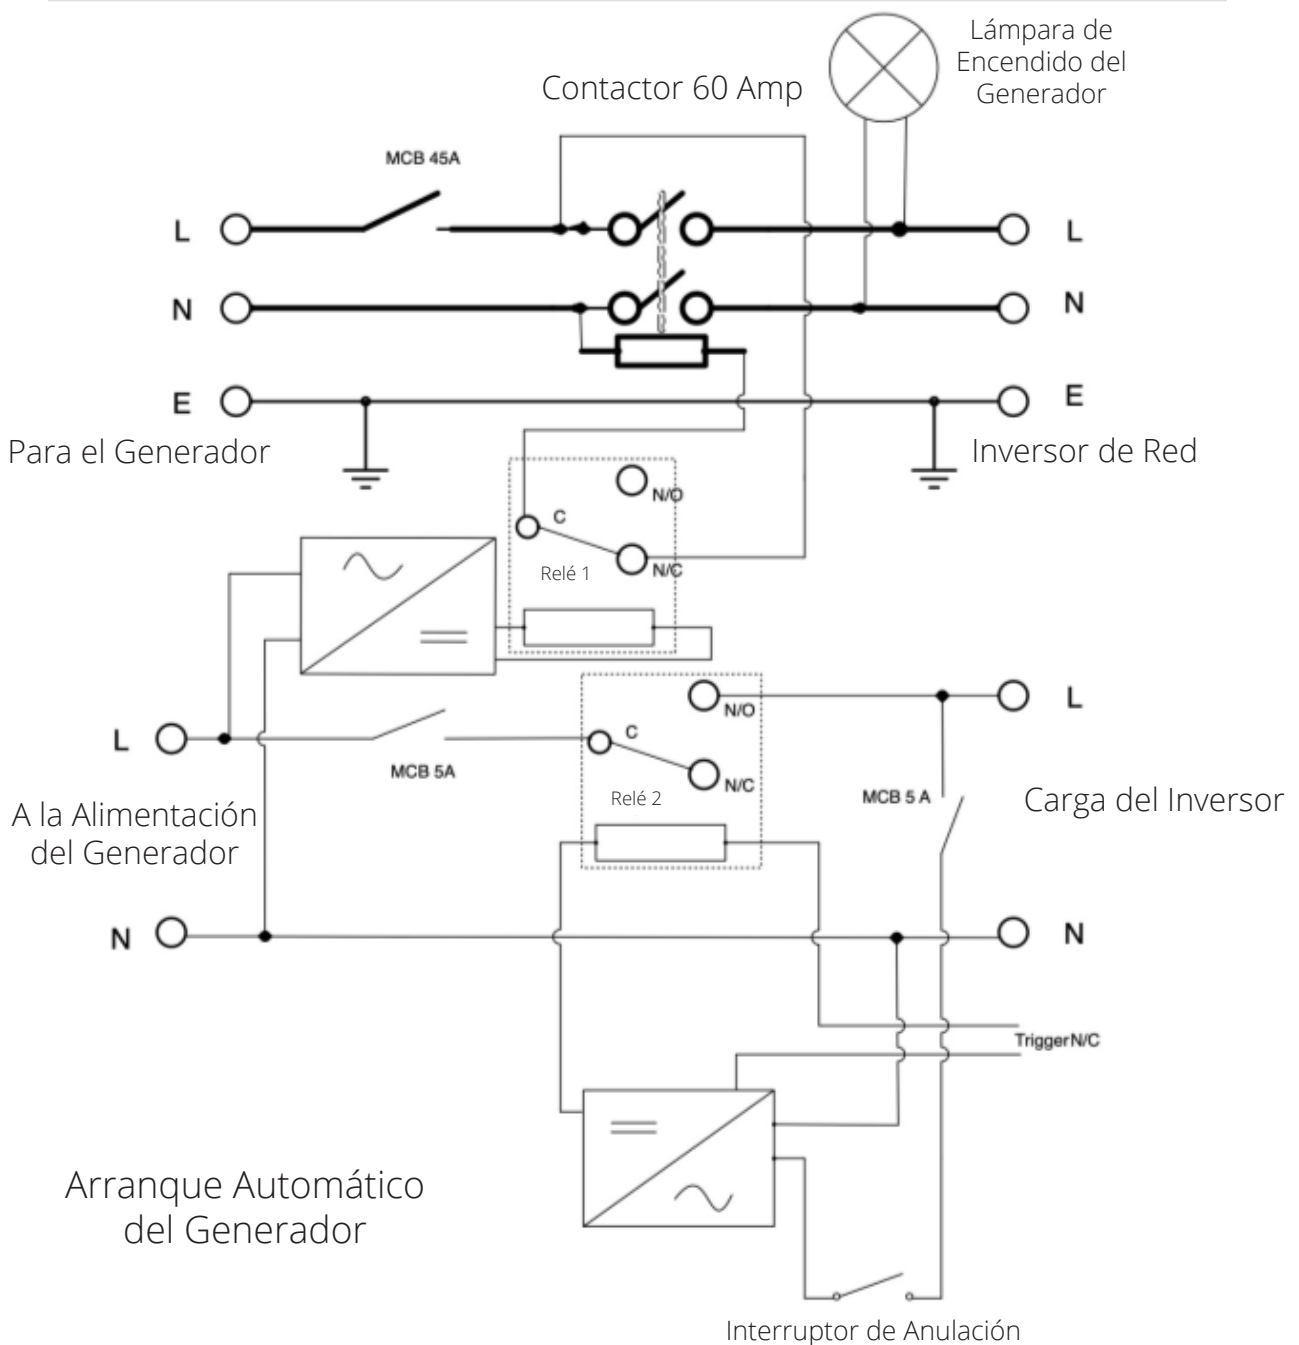 Lámpara de
Encendido del
Generador
Contactor 60 Amp
MCB 45A
L
L
N
N
E
E
Para el Generador
Inversor de Red
N/O
C
N/C
Relé 1
N/O
L
C
L
MCB 5A
N/C
Relé 2
MCB 5 A
Carga del Inversor
A la Alimentación
del Generador
N
N
Trigger N/C
Arranque Automático
del Generador
Interruptor de Anulación